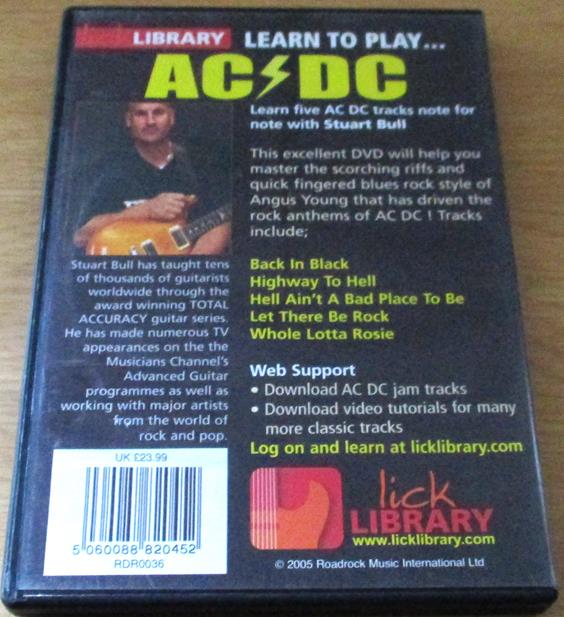 LIBRARY LEARN TO PLAY...
AC DC
Learn five AC DC tracks note for
note with Stuart Bull
This excellent DVD will help you
master the scorching riffs and
quick fingered blues rock style of
Angus Young that has driven the
rock anthems of AC DC ! Tracks
include;
Back In Black
Highway To Hell
Hell Ain't A Bad Place To Be
Let There Be Rock
Whole Lotta Rosie
Stuart Bull has taught tens
of thousands of guitarists
worldwide through the
award winning TOTAL
ACCURACY guitar series.
He has made numerous TV
appearances on the the
Musicians Channel's
Advanced Guitar
programmes as well as
working with major artists
from the world of
rock and pop.
Web Support
• Download AC DC jam tracks
• Download video tutorials for many
more classic tracks
Log on and learn at licklibrary.com
UK £23.99
5 060088 820452
RDR0036
lick
LIBRARY
www.licklibrary.com
© 2005 Roadrock Music International Ltd